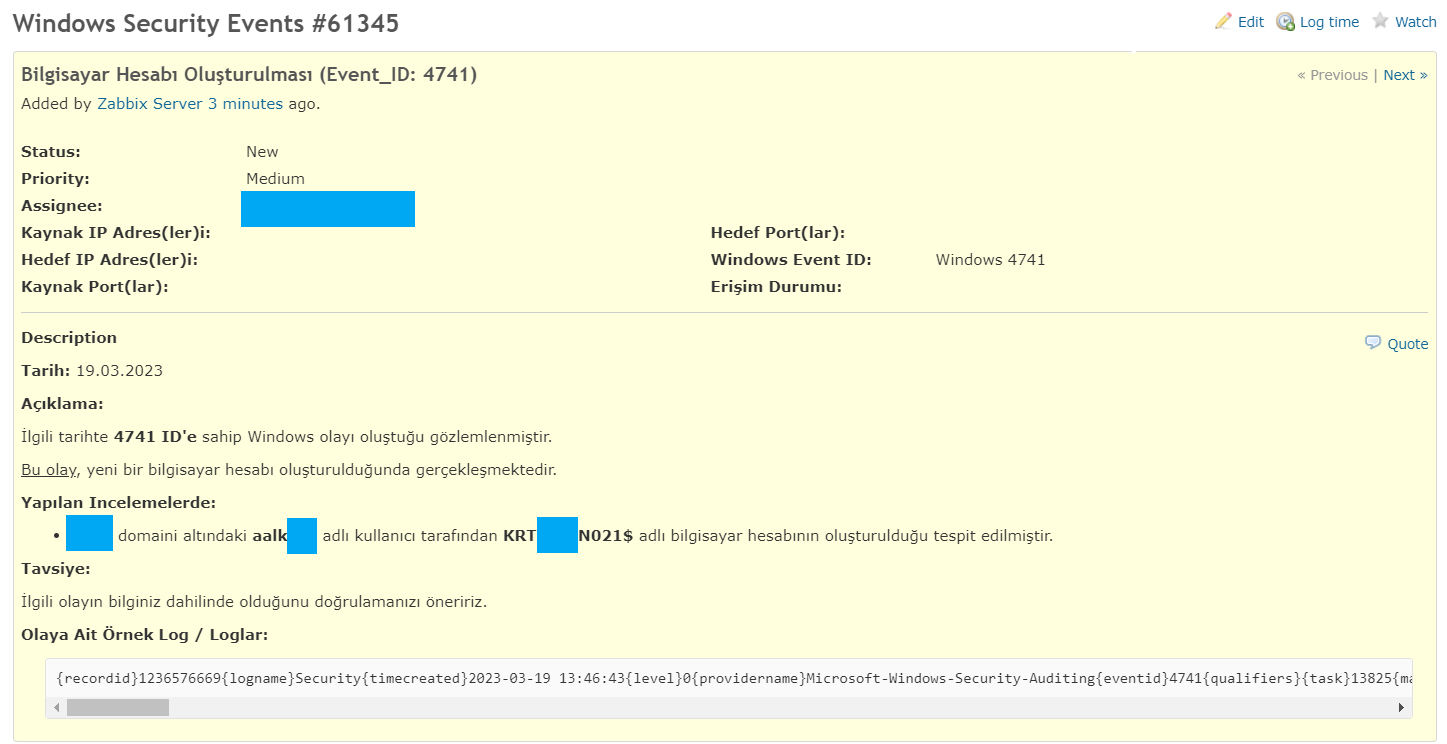 Windows Security Events #61345
Edit Log time Watch
Bilgisayar Hesabı Oluşturulması (Event_ID: 4741)
« Previous | Next »
Added by Zabbix Server 3 minutes ago.
Status: New
Priority: Medium
Assignee:
Kaynak IP Adres(ler)i: Hedef Port(lar):
Hedef IP Adres(ler)i: Windows Event ID: Windows 4741
Kaynak Port(lar): Erişim Durumu:
Description
Quote
Tarih: 19.03.2023
Açıklama:
İlgili tarihte 4741 ID'e sahip Windows olayı oluştuğu gözlemlenmiştir.
Bu olay, yeni bir bilgisayar hesabı oluşturulduğunda gerçekleşmektedir.
Yapılan Incelemelerde:
• domaini altındaki aalk adlı kullanıcı tarafından KRT N021$ adlı bilgisayar hesabının oluşturulduğu tespit edilmiştir.
Tavsiye:
İlgili olayın bilginiz dahilinde olduğunu doğrulamanızı öneririz.
Olaya Ait Örnek Log / Loglar:
{recordid}1236576669{logname}Security{timecreated}2023-03-19 13:46:43{level}0{providername}Microsoft-Windows-Security-Auditing{eventid}4741{qualifiers}{task}13825{ma